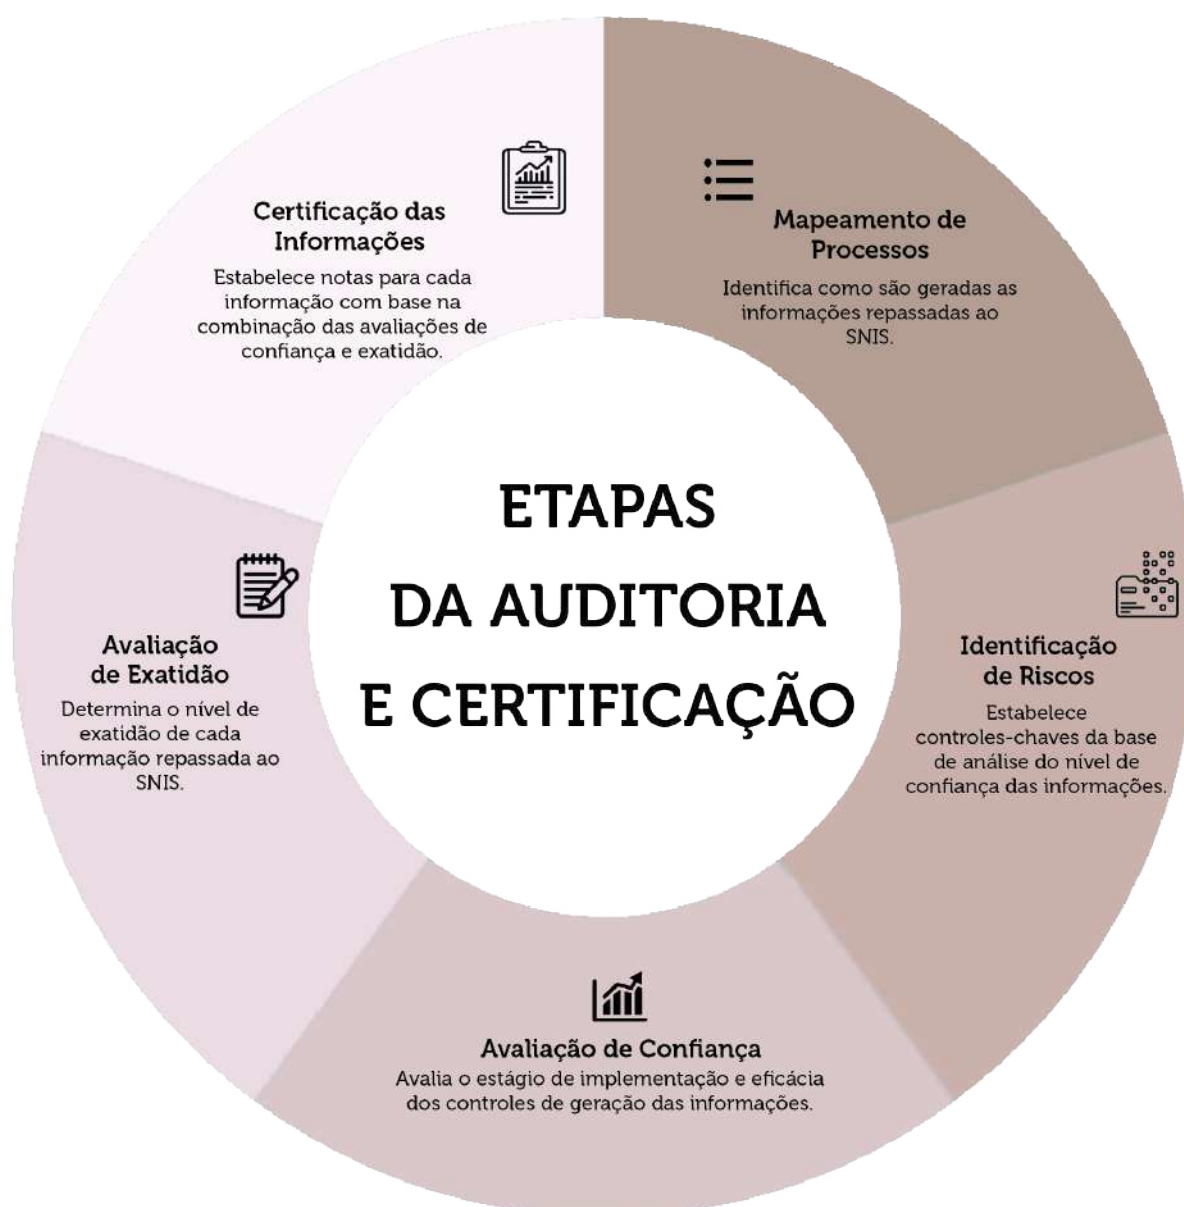 ETAPAS
DA AUDITORIA
E CERTIFICAÇÃO
Mapeamento de
Processos
Identifica como são geradas as
informações repassadas ao
SNIS.
Identificação
de Riscos
Estabelece
controles-chaves da base
de análise do nível de
confiança das informações.
Avaliação de Confiança
Avalia o estágio de implementação e eficácia
dos controles de geração das informações.
Avaliação
de Exatidão
Determina o nível de
exatidão de cada
informação repassada ao
SNIS.
Certificação das
Informações
Estabelece notas para cada
informação com base na
combinação das avaliações de
confiança e exatidão.